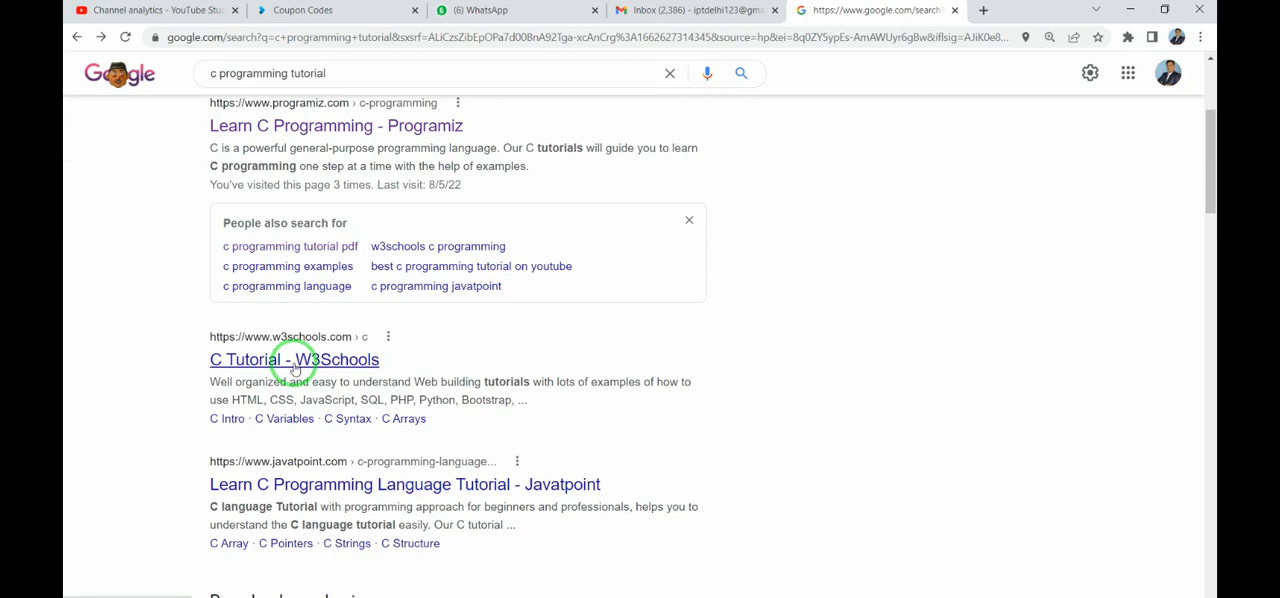 Channel analytics - YouTube Stu
Coupon Codes
(6) WhatsApp
Inbox (2,386) - iptdelhi123@gma
https://www.google.com/search
google.com/search?q=c+programming+tutorial&sxsrf=ALiCzsZibEpOPa7d00BnA92Tga-xcAnCrg%3A1662627314345&source=hp&ei=8q0ZY5ypEs-AmAWUyr6gBw&iflsig=AJiK0e8...
Google
c programming tutorial
https://www.programiz.com › c-programming
Learn C Programming - Programiz
C is a powerful general-purpose programming language. Our C tutorials will guide you to learn
C programming one step at a time with the help of examples.
You've visited this page 3 times. Last visit: 8/5/22
People also search for
c programming tutorial pdf w3schools c programming
c programming examples best c programming tutorial on youtube
c programming language c programming javatpoint
https://www.w3schools.com › c
C Tutorial - W3Schools
Well organized and easy to understand Web building tutorials with lots of examples of how to
use HTML, CSS, JavaScript, SQL, PHP, Python, Bootstrap, ...
C Intro · C Variables · C Syntax · C Arrays
https://www.javatpoint.com › c-programming-language...
Learn C Programming Language Tutorial - Javatpoint
C language Tutorial with programming approach for beginners and professionals, helps you to
understand the C language tutorial easily. Our C tutorial ...
C Array · C Pointers · C Strings · C Structure